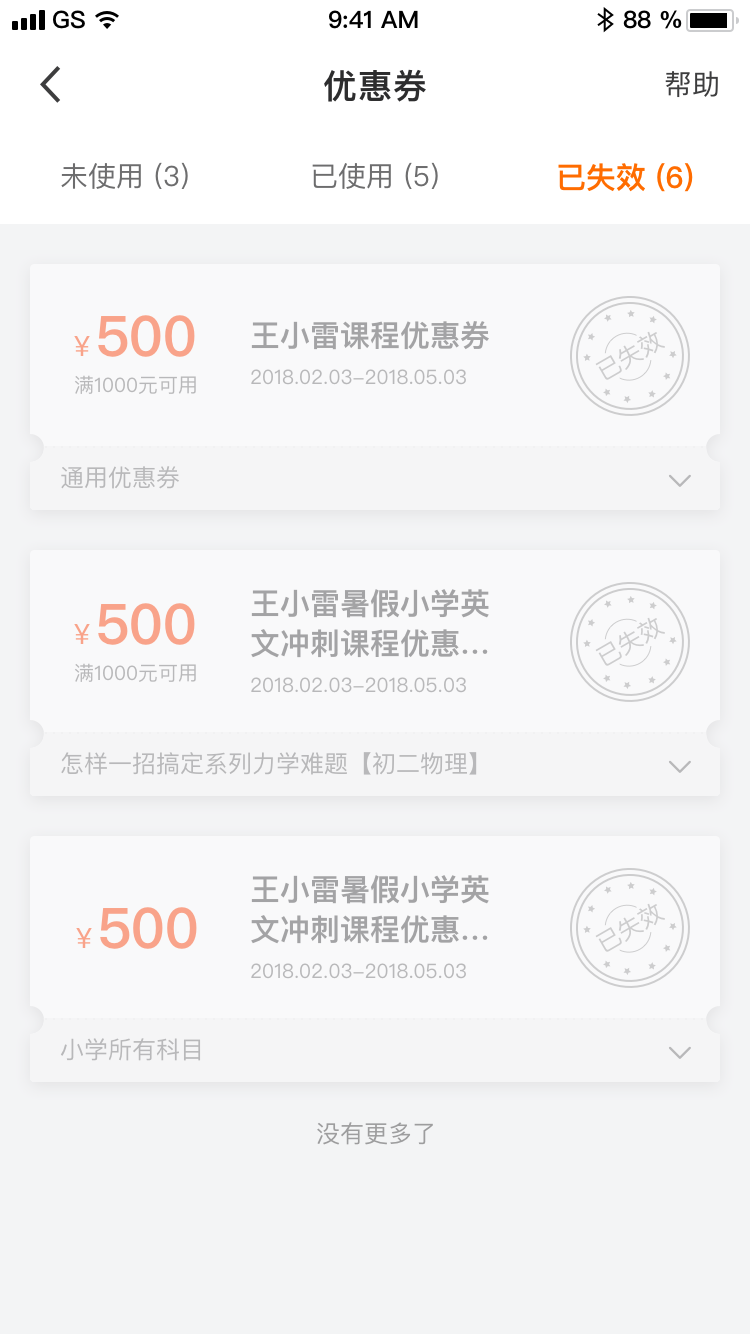 GS 9:41 AM 88 %
优惠券 帮助
未使用 (3) 已使用 (5) 已失效 (6)
¥500
满1000元可用
王小雷课程优惠券
2018.02.03-2018.05.03
已失效
通用优惠券
¥500
满1000元可用
王小雷暑假小学英
文冲刺课程优惠...
2018.02.03-2018.05.03
已失效
怎样一招搞定系列力学难题【初二物理】
¥500
王小雷暑假小学英
文冲刺课程优惠...
2018.02.03-2018.05.03
已失效
小学所有科目
没有更多了